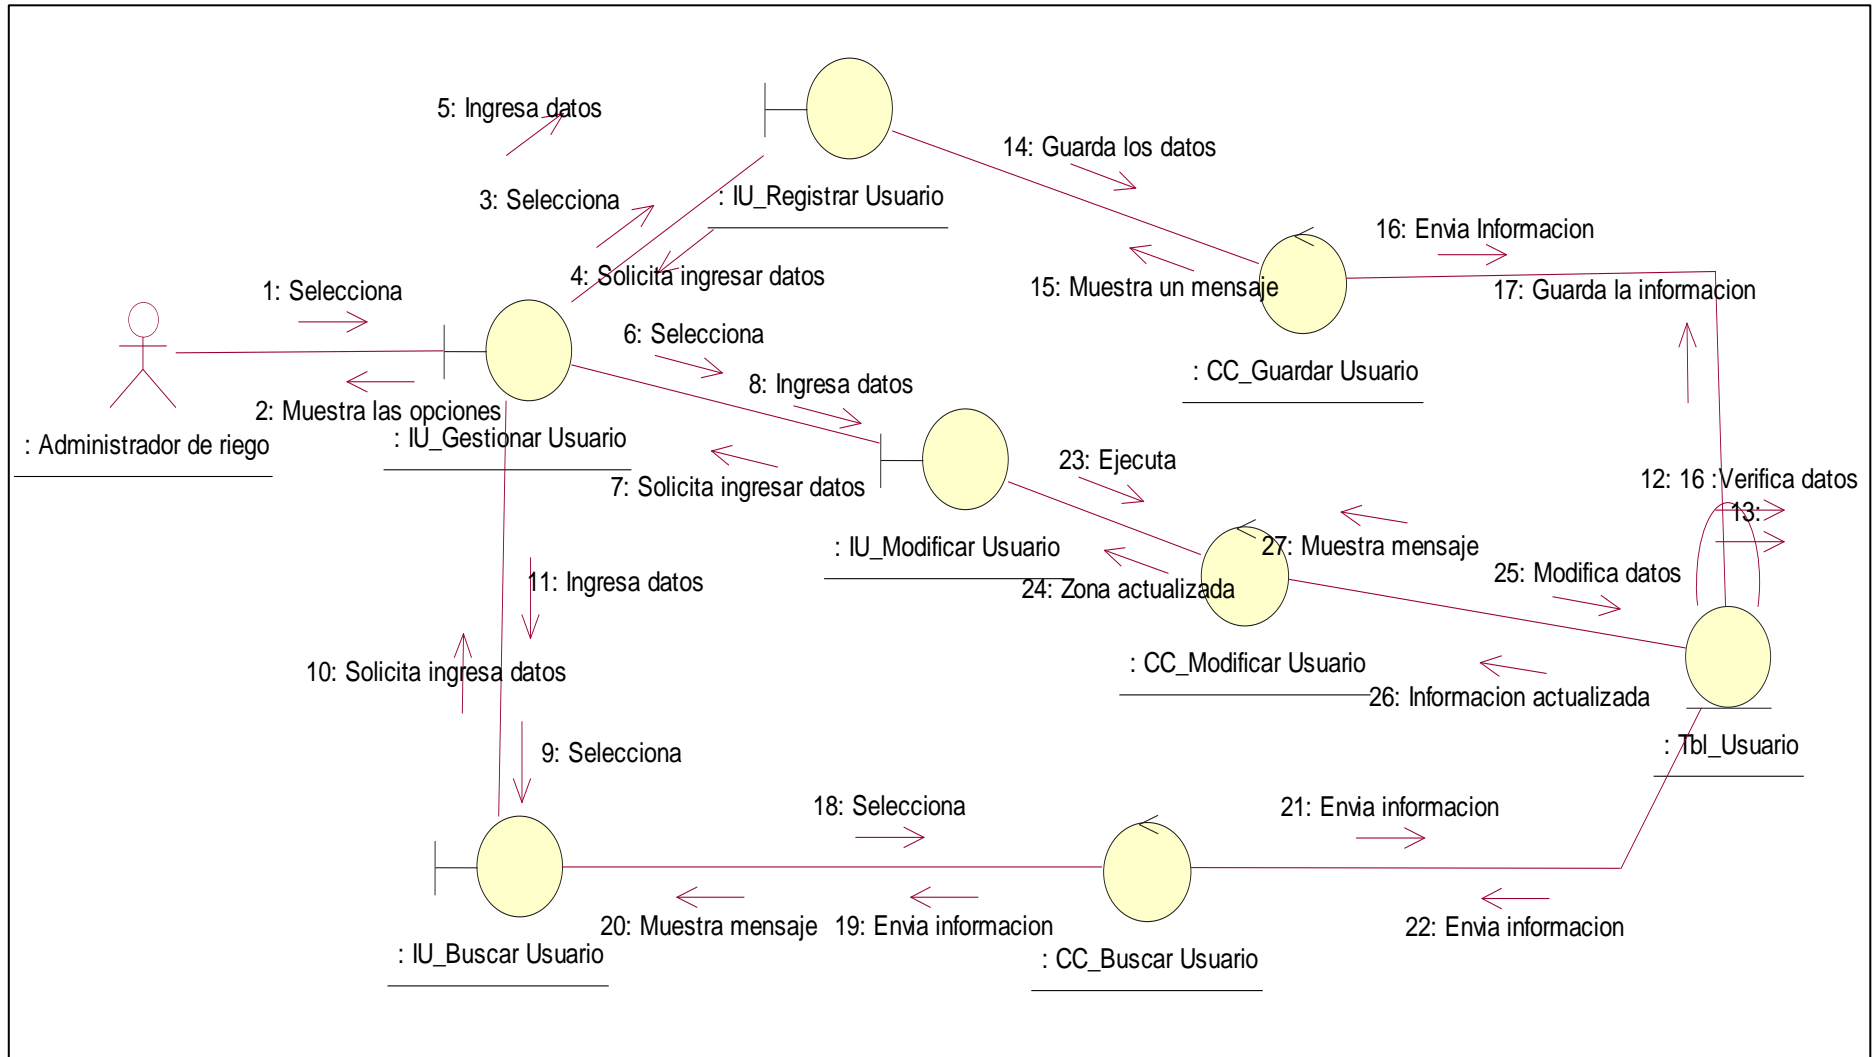 5: Ingresa datos
14: Guarda los datos
3: Selecciona
: IU_Registrar Usuario
16: Envia Informacion
4: Solicita ingresar datos
15: Muestra un mensaje
17: Guarda la informacion
1: Selecciona
6: Selecciona
: CC_Guardar Usuario
8: Ingresa datos
2: Muestra las opciones
: Administrador de riego
: IU_Gestionar Usuario
23: Ejecuta
7: Solicita ingresar datos
12: 16 :Verifica datos
13:
: IU_Modificar Usuario
27: Muestra mensaje
11: Ingresa datos
24: Zona actualizada
25: Modifica datos
10: Solicita ingresa datos
: CC_Modificar Usuario
26: Informacion actualizada
9: Selecciona
: Tbl_Usuario
18: Selecciona
21: Envia informacion
20: Muestra mensaje
19: Envia informacion
22: Envia informacion
: IU_Buscar Usuario
: CC_Buscar Usuario